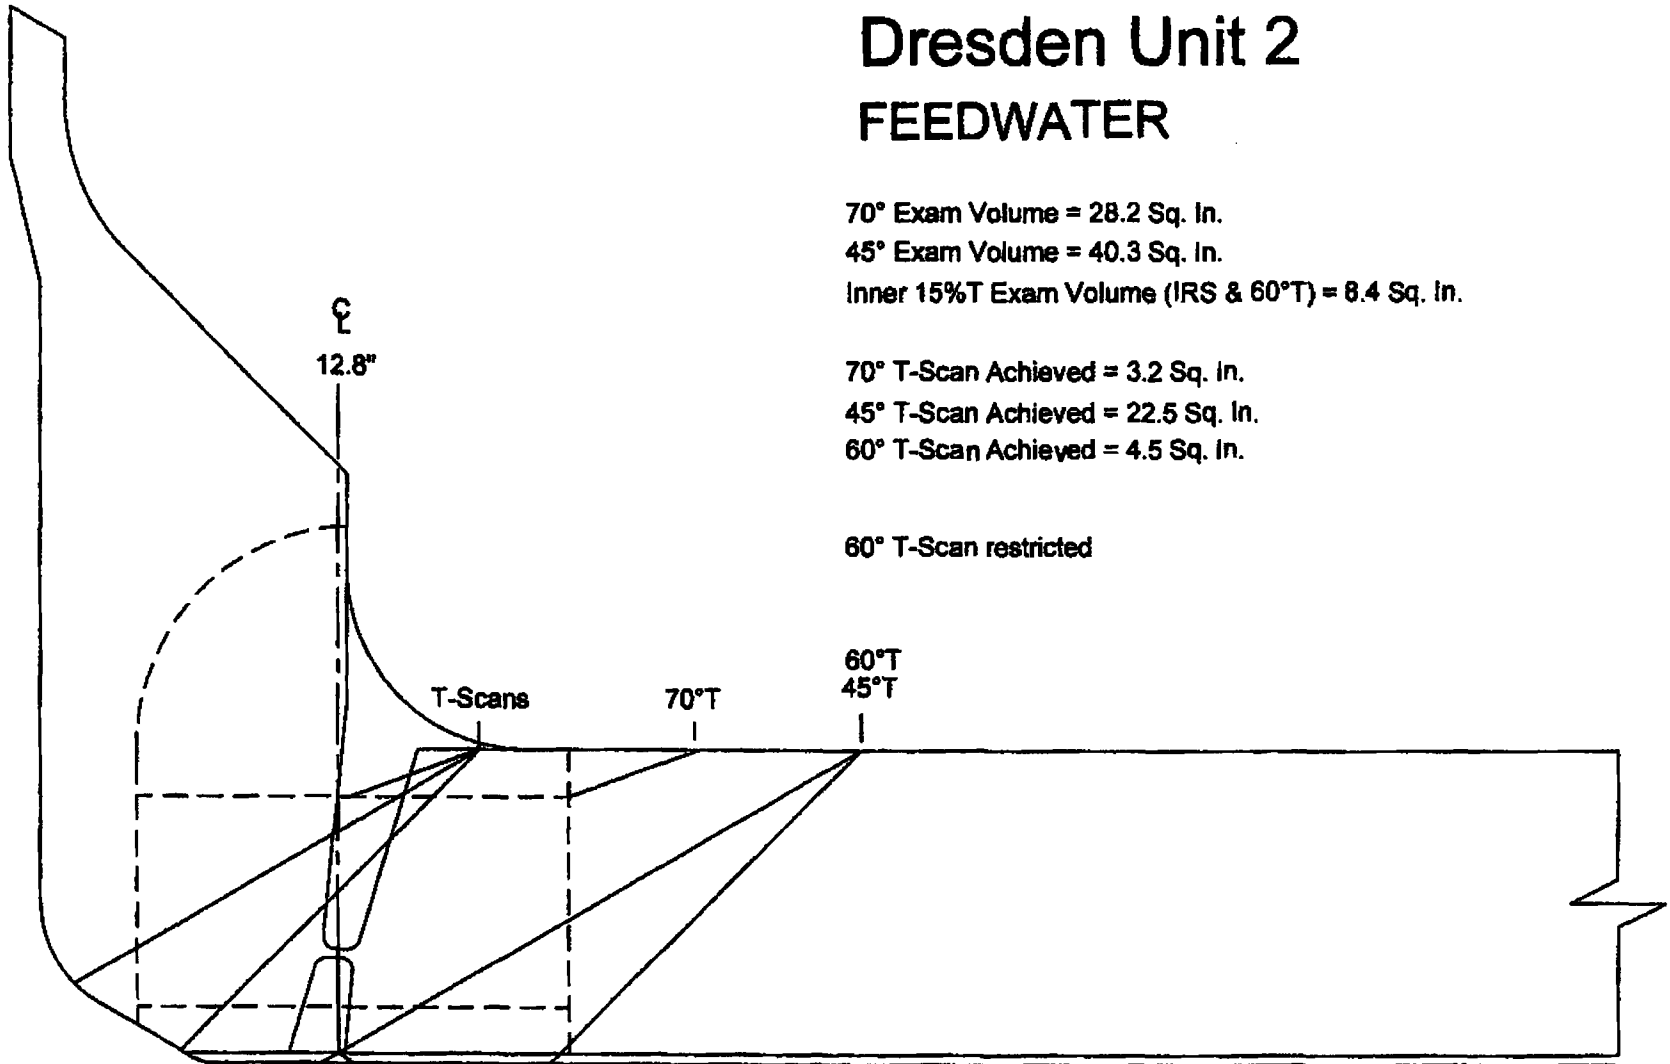 Dresden Unit 2
FEEDWATER
70° Exam Volume = 28.2 Sq. In.
45° Exam Volume = 40.3 Sq. In.
Inner 15%T Exam Volume (IRS & 60°T) = 8.4 Sq. In.
70° T-Scan Achieved = 3.2 Sq. In.
45° T-Scan Achieved = 22.5 Sq. In.
60° T-Scan Achieved = 4.5 Sq. In.
60° T-Scan restricted
℄
12.8"
T-Scans
70°T
60°T
45°T